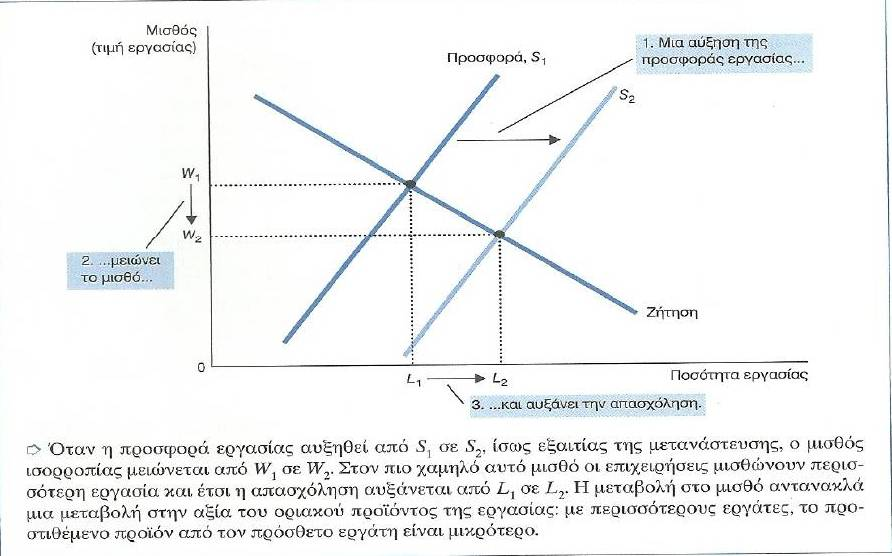 Μισθός
(τιμή εργασίας)
Προσφορά, S₁
1. Μια αύξηση της
προσφοράς εργασίας...
S₂
W₁
W₂
2. ...μειώνει
το μισθό...
Ζήτηση
0
L₁
L₂
Ποσότητα εργασίας
3. ...και αυξάνει την απασχόληση.
⇨ Όταν η προσφορά εργασίας αυξηθεί από S₁ σε S₂, ίσως εξαιτίας της μετανάστευσης, ο μισθός
ισορροπίας μειώνεται από W₁ σε W₂. Στον πιο χαμηλό αυτό μισθό οι επιχειρήσεις μισθώνουν περισ-
σότερη εργασία και έτσι η απασχόληση αυξάνεται από L₁ σε L₂. Η μεταβολή στο μισθό αντανακλά
μια μεταβολή στην αξία του οριακού προϊόντος της εργασίας: με περισσότερους εργάτες, το προ-
στιθέμενο προϊόν από τον πρόσθετο εργάτη είναι μικρότερο.